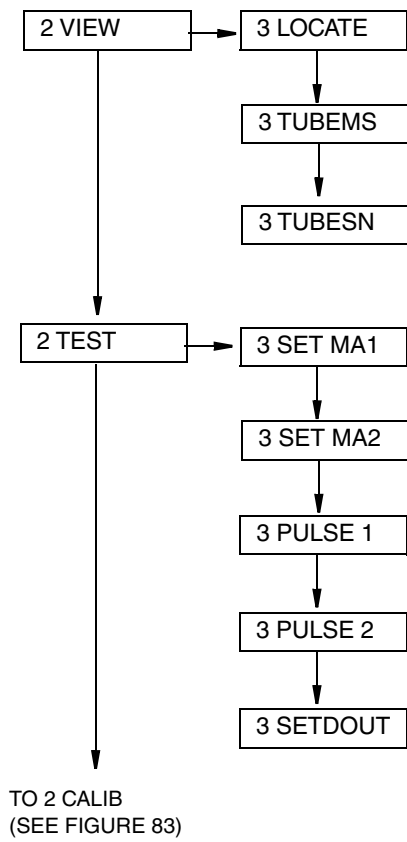 2 VIEW
3 LOCATE
3 TUBEMS
3 TUBESN
2 TEST
3 SET MA1
3 SET MA2
3 PULSE 1
3 PULSE 2
3 SETDOUT
TO 2 CALIB
(SEE FIGURE 83)